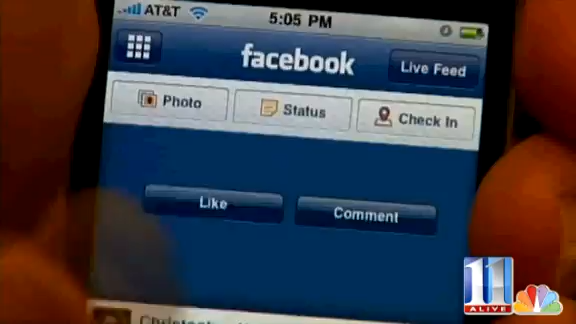 AT&T 5:05 PM
facebook Live Feed
Photo Status Check In
Like Comment
11
ALIVE